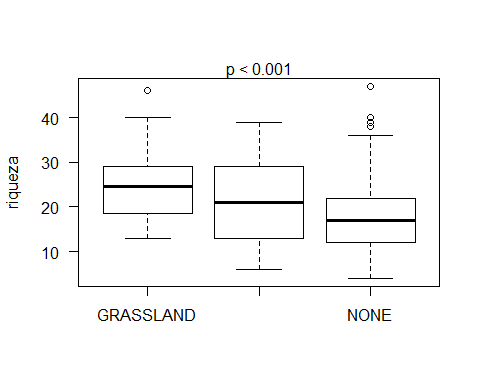 p < 0.001
riqueza
40
30
20
10
GRASSLAND
NONE